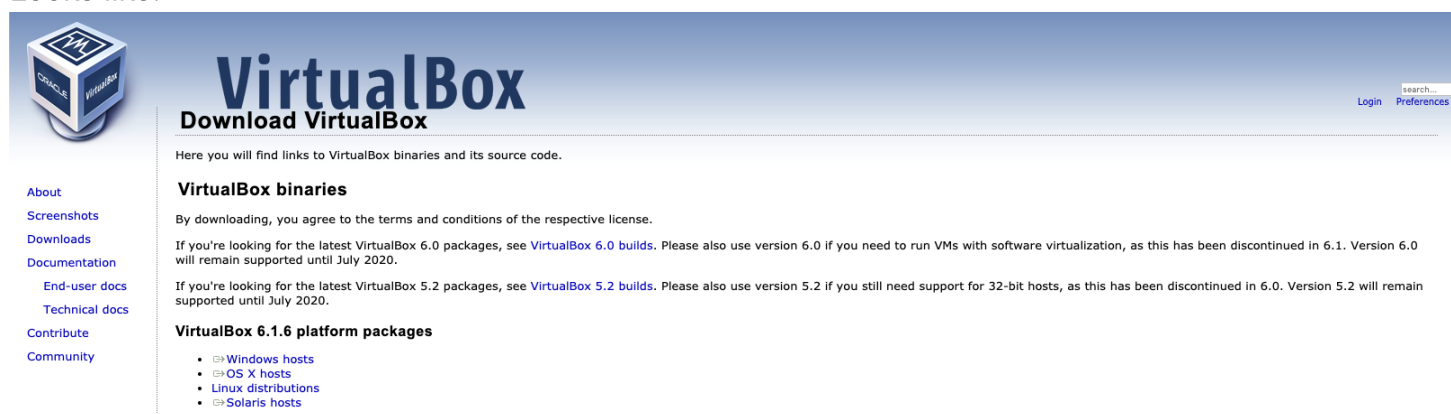 ORACLE
VirtualBox
VirtualBox
search...
Login Preferences
Download VirtualBox
Here you will find links to VirtualBox binaries and its source code.
About
VirtualBox binaries
Screenshots
By downloading, you agree to the terms and conditions of the respective license.
Downloads
If you're looking for the latest VirtualBox 6.0 packages, see VirtualBox 6.0 builds. Please also use version 6.0 if you need to run VMs with software virtualization, as this has been discontinued in 6.1. Version 6.0
will remain supported until July 2020.
Documentation
End-user docs
If you're looking for the latest VirtualBox 5.2 packages, see VirtualBox 5.2 builds. Please also use version 5.2 if you still need support for 32-bit hosts, as this has been discontinued in 6.0. Version 5.2 will remain
supported until July 2020.
Technical docs
Contribute
VirtualBox 6.1.6 platform packages
Community
Windows hosts
OS X hosts
Linux distributions
Solaris hosts